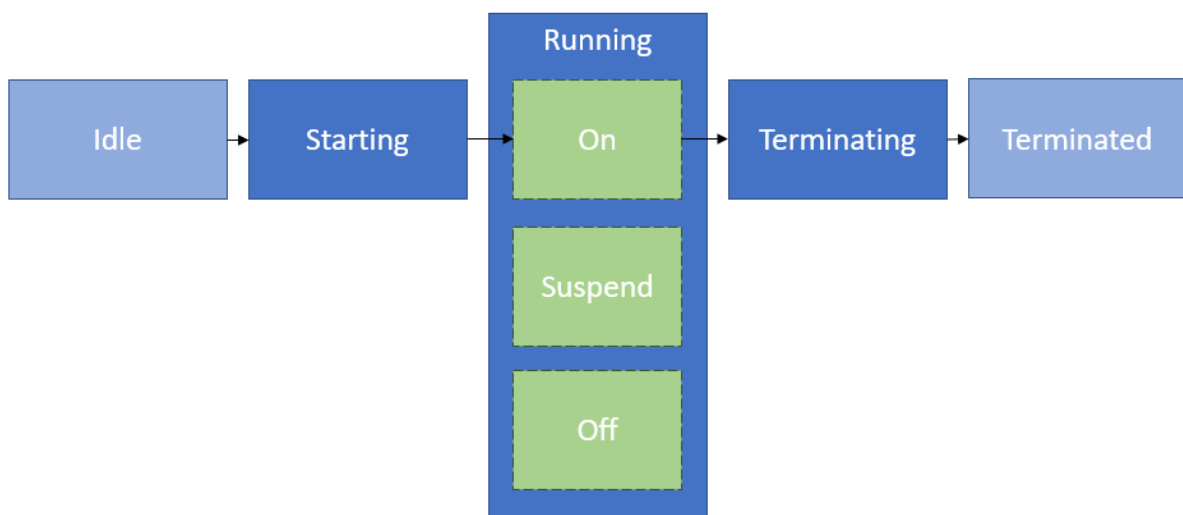 Running
Idle
Starting
On
Terminating
Terminated
Suspend
Off